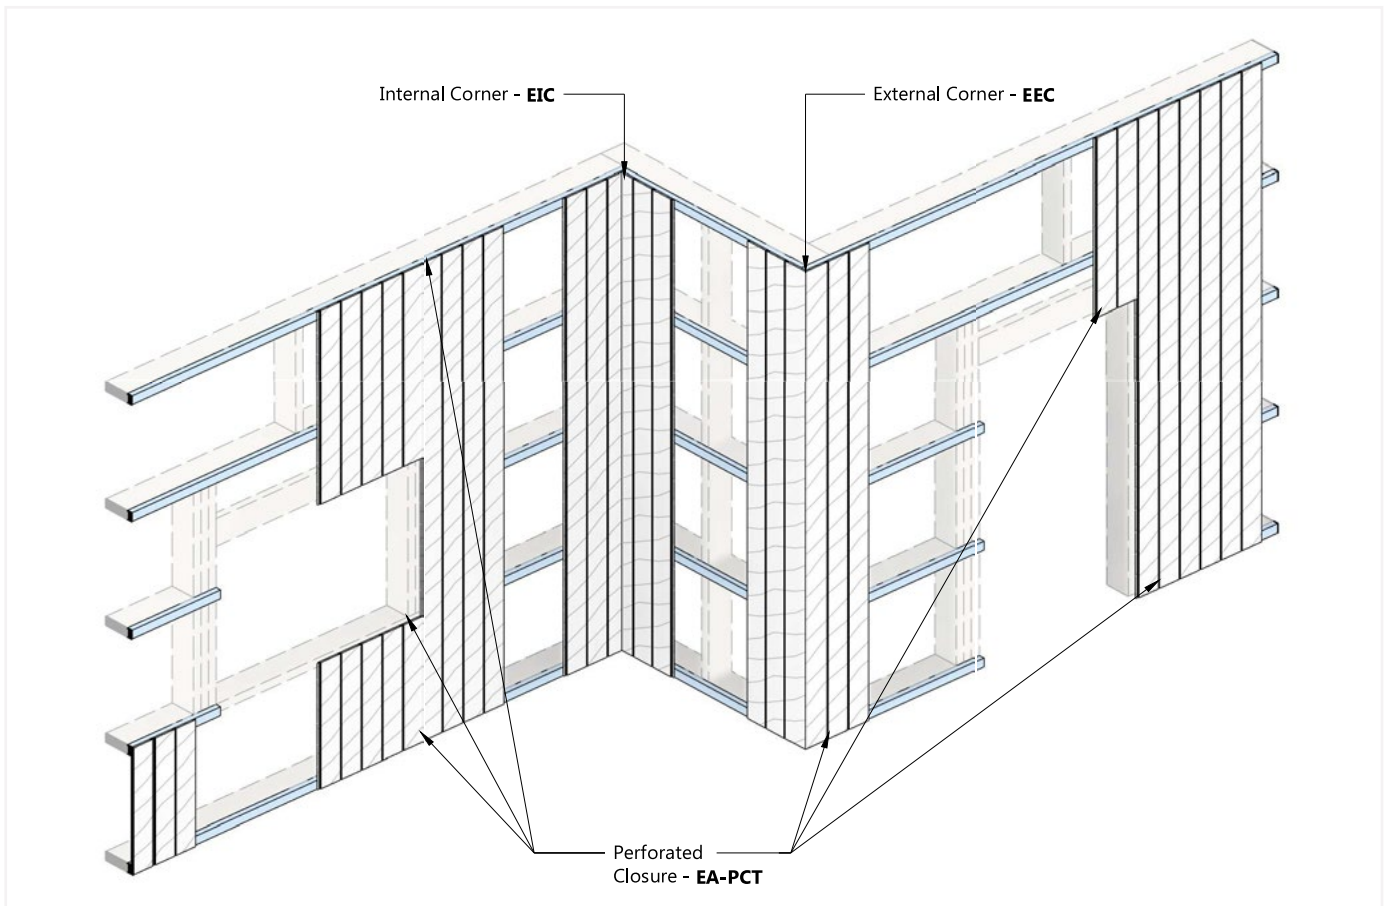 Internal Corner - EIC
External Corner - EEC
Perforated
Closure - EA-PCT